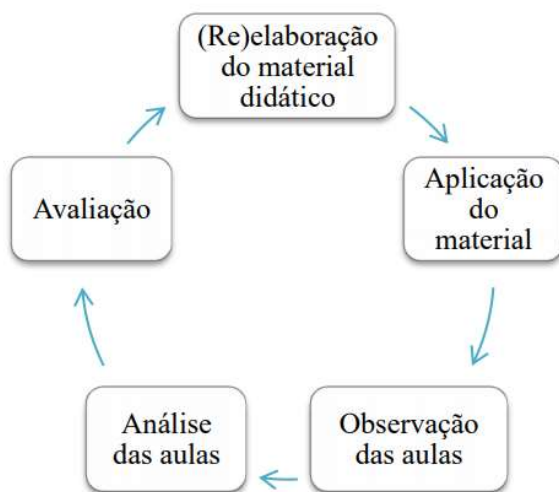 (Re)elaboração
do material
didático
Aplicação
do
material
Observação
das aulas
Análise
das aulas
Avaliação